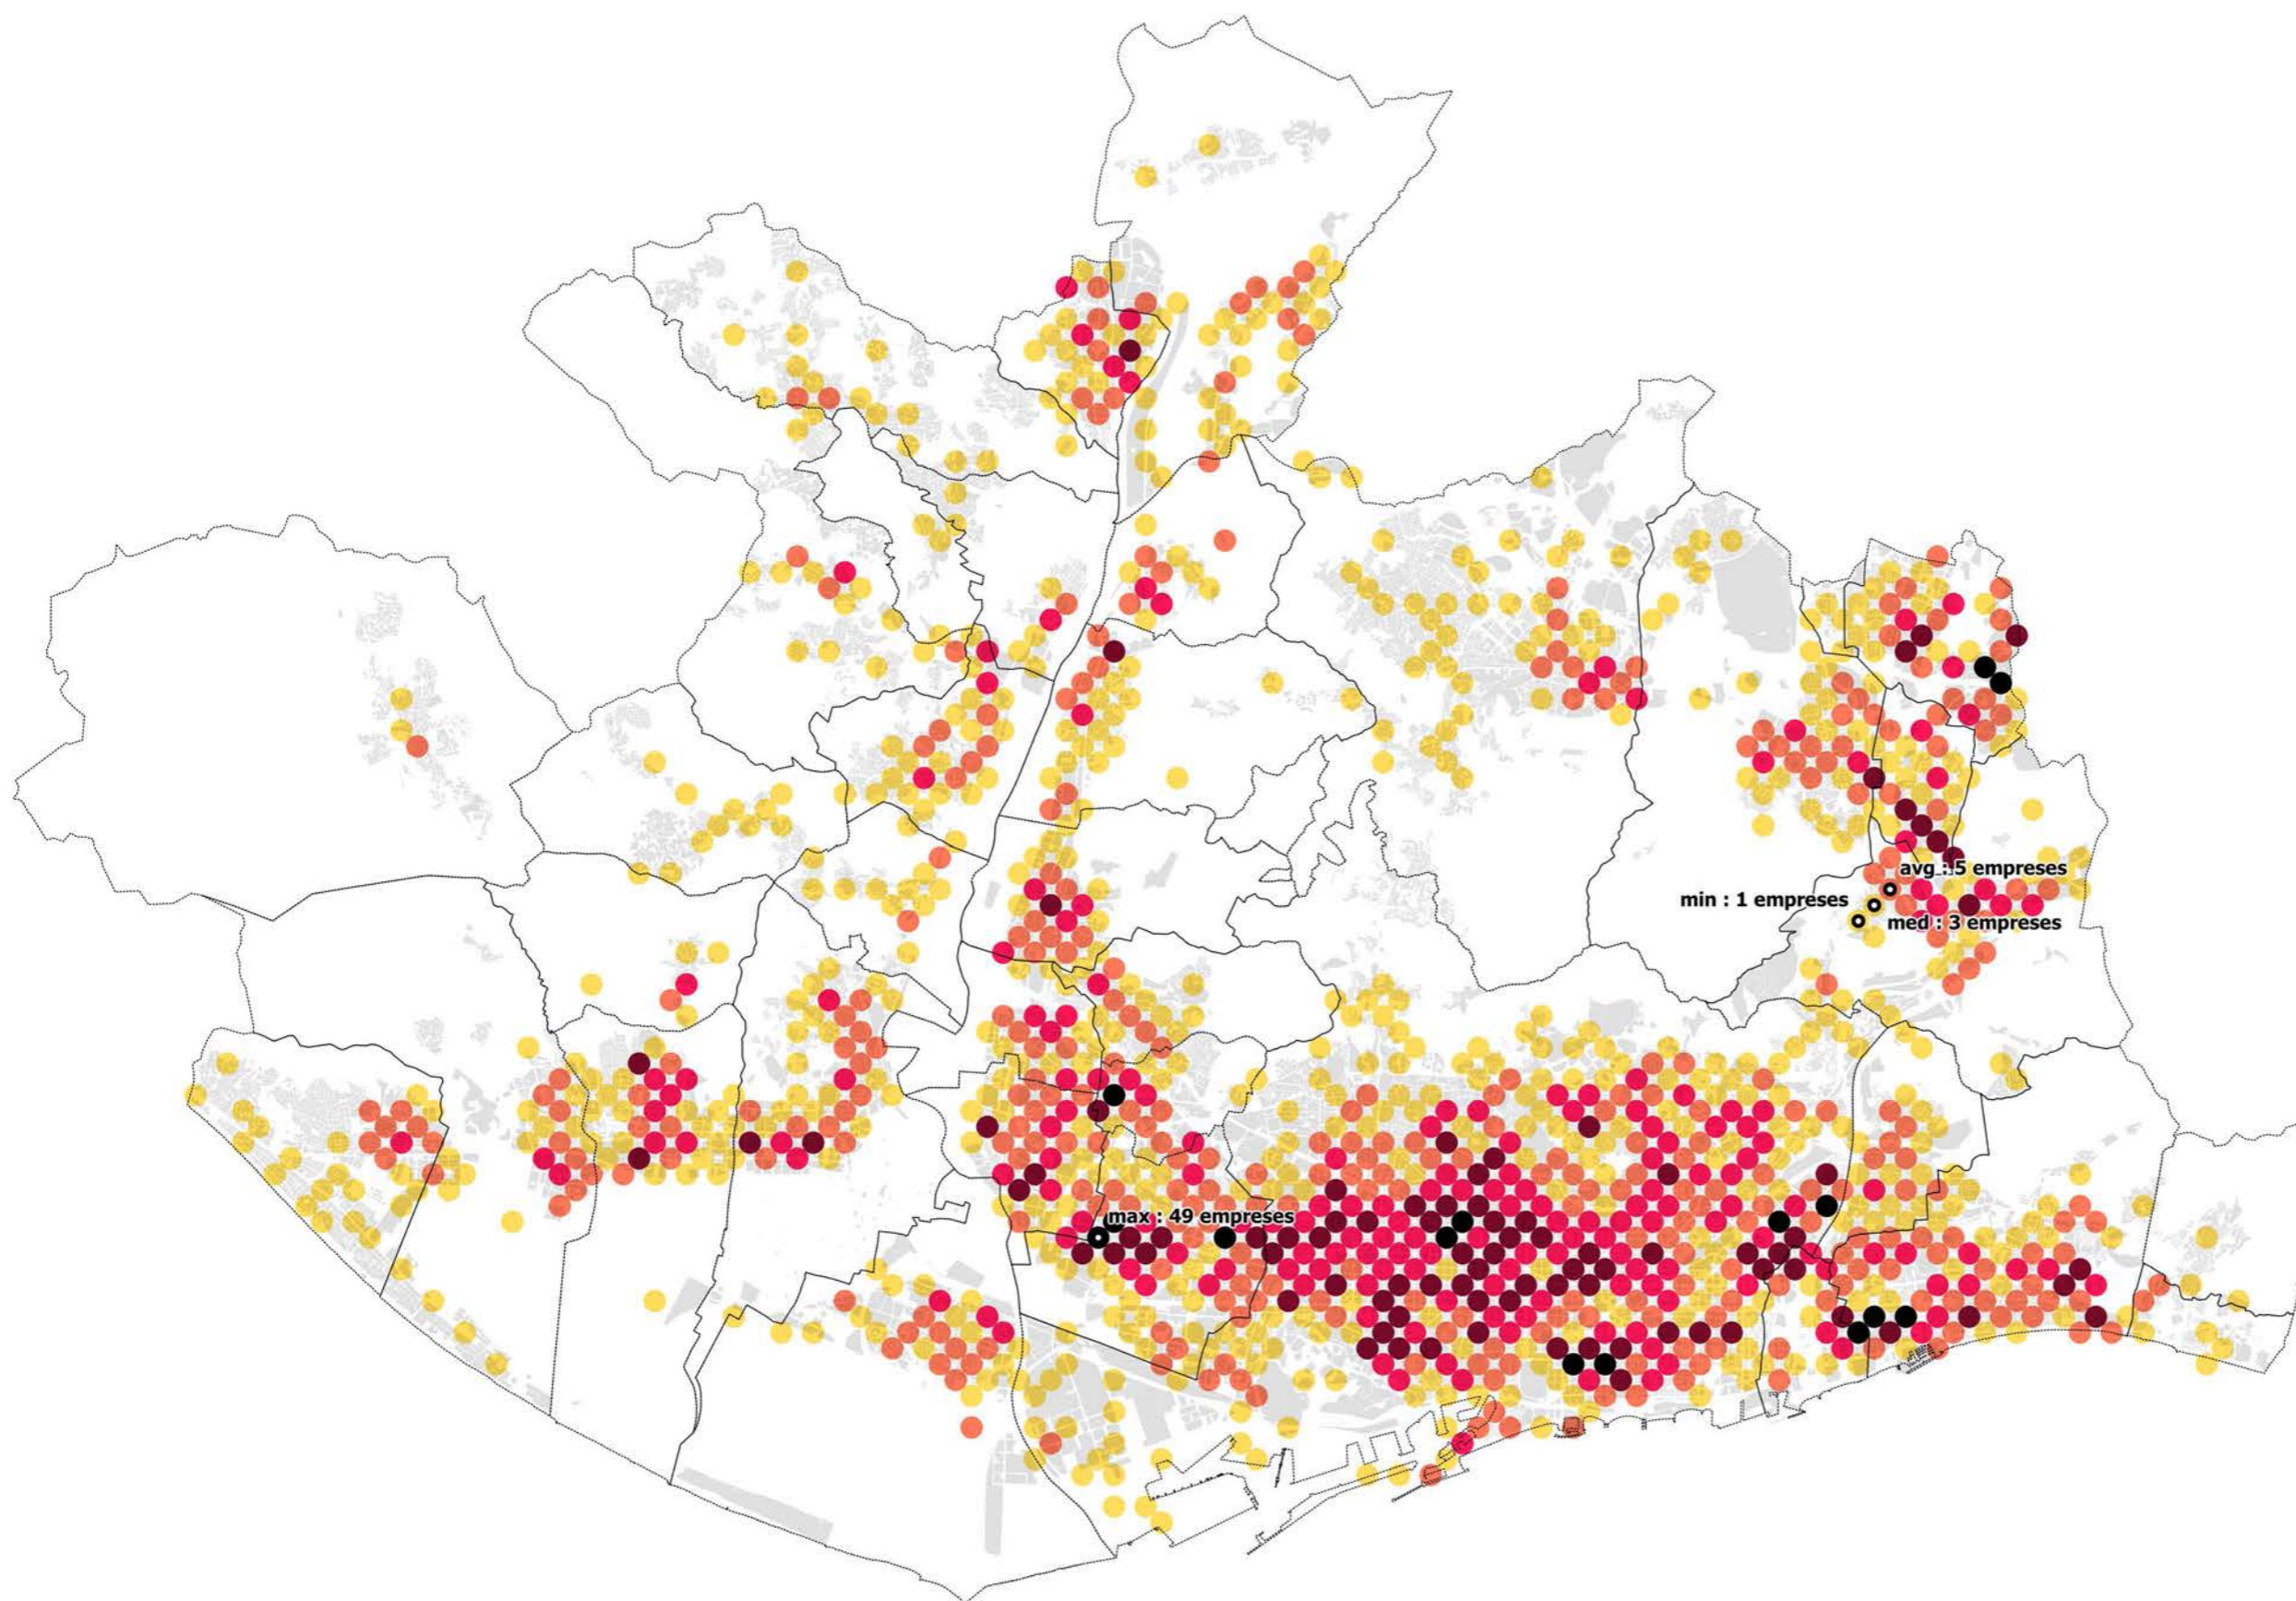 avg : 5 empreses
min : 1 empreses
med : 3 empreses
max : 49 empreses